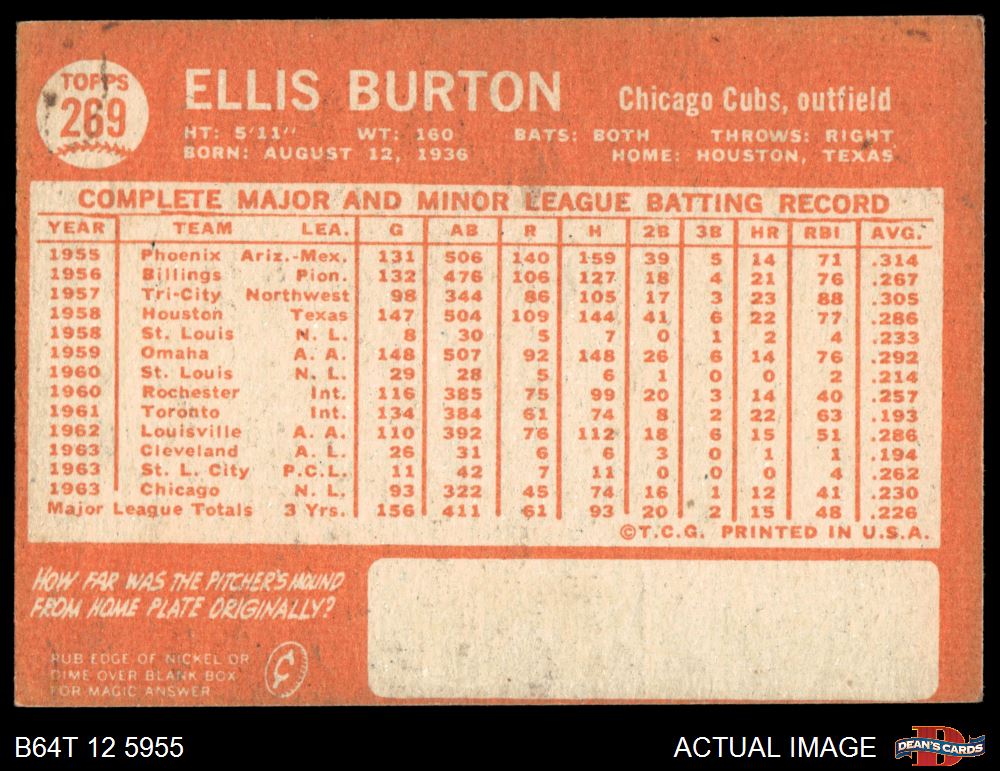 TOPPS
269
ELLIS BURTON
Chicago Cubs, outfield
HT: 5'11" WT: 160 BATS: BOTH THROWS: RIGHT
BORN: AUGUST 12, 1936 HOME: HOUSTON, TEXAS
COMPLETE MAJOR AND MINOR LEAGUE BATTING RECORD
YEAR TEAM LEA. G AB R H 2B 3B HR RBI AVG.
1955 Phoenix Ariz.-Mex. 131 506 140 159 39 5 14 71 .314
1956 Billings Pion. 132 476 106 127 18 4 21 76 .267
1957 Tri-City Northwest 98 344 86 105 17 3 23 88 .305
1958 Houston Texas 147 504 109 144 41 6 22 77 .286
1958 St. Louis N. L. 8 30 5 7 0 1 2 4 .233
1959 Omaha A. A. 148 507 92 148 26 6 14 76 .292
1960 St. Louis N. L. 29 28 5 6 1 0 0 2 .214
1960 Rochester Int. 116 385 75 99 20 3 14 40 .257
1961 Toronto Int. 134 384 61 74 8 2 22 63 .193
1962 Louisville A. A. 110 392 76 112 18 6 15 51 .286
1963 Cleveland A. L. 26 31 6 6 3 0 1 1 .194
1963 St. L. City P.C.L. 11 42 7 11 0 0 0 4 .262
1963 Chicago N. L. 93 322 45 74 16 1 12 41 .230
Major League Totals 3 Yrs. 156 411 61 93 20 2 15 48 .226
©T.C.G. PRINTED IN U.S.A.
HOW FAR WAS THE PITCHER'S MOUND
FROM HOME PLATE ORIGINALLY?
RUB EDGE OF NICKEL OR
DIME OVER BLANK BOX
FOR MAGIC ANSWER
B64T 12 5955
ACTUAL IMAGE
DEAN'S CARDS